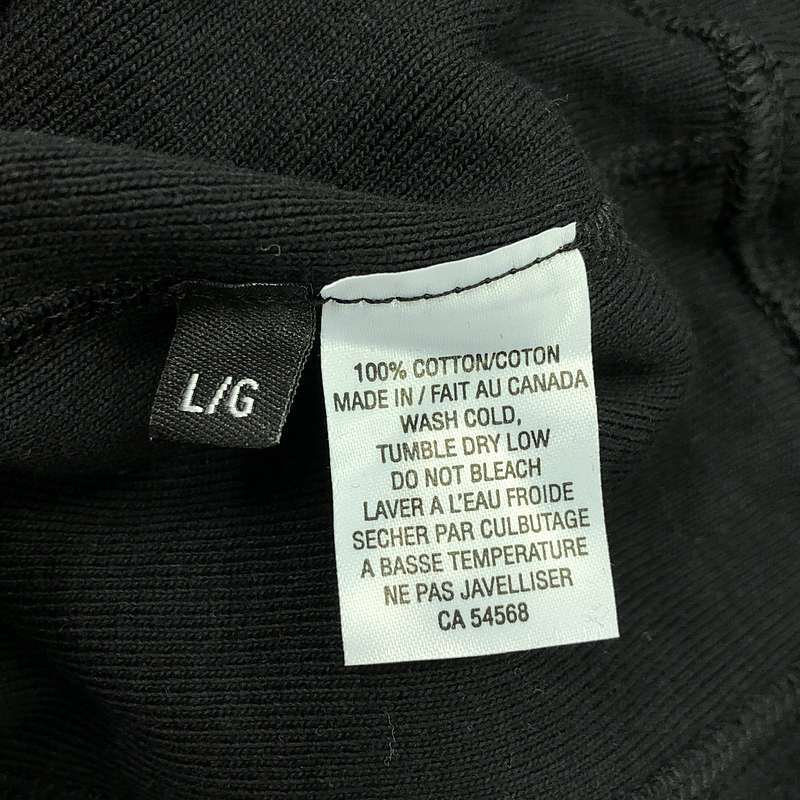 L/G
100% COTTON/COTON
MADE IN / FAIT AU CANADA
WASH COLD,
TUMBLE DRY LOW
DO NOT BLEACH
LAVER A L'EAU FROIDE
SECHER PAR CULBUTAGE
A BASSE TEMPERATURE
NE PAS JAVELLISER
CA 54568